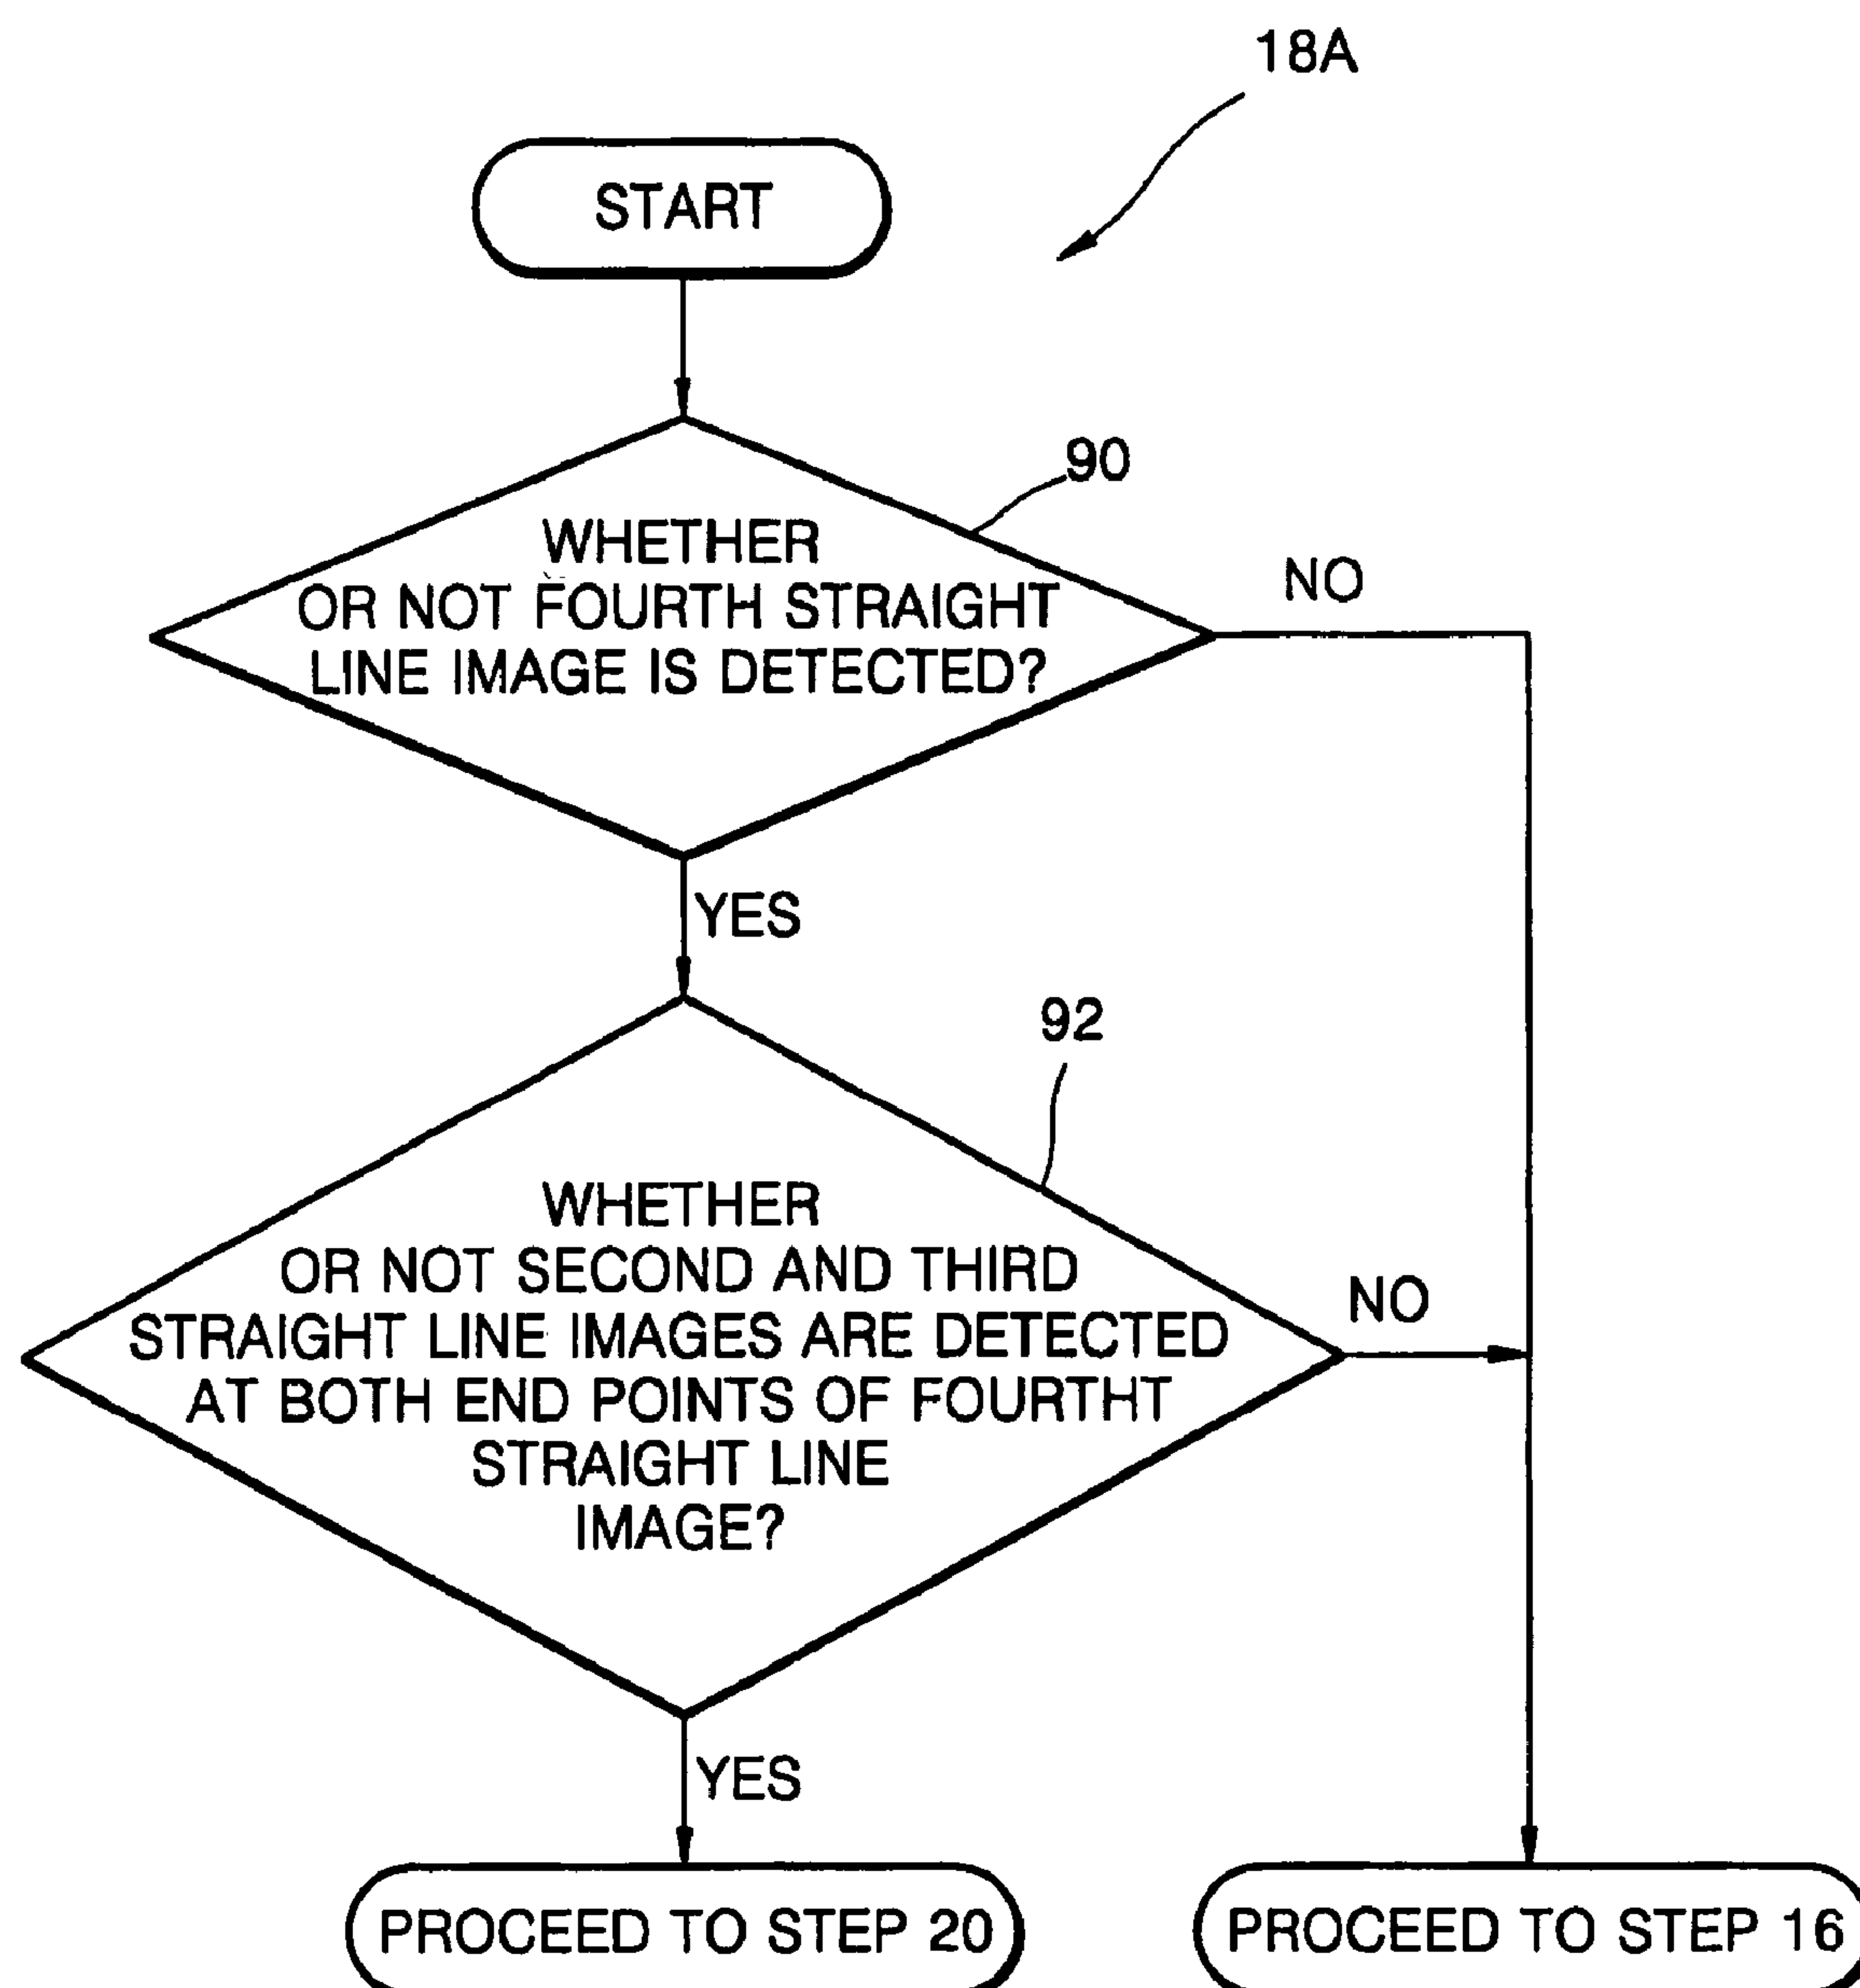 18A
START
90
WHETHER
OR NOT FOURTH STRAIGHT
LINE IMAGE IS DETECTED?
NO
YES
92
WHETHER
OR NOT SECOND AND THIRD
STRAIGHT LINE IMAGES ARE DETECTED
AT BOTH END POINTS OF FOURTHT
STRAIGHT LINE
IMAGE?
NO
YES
PROCEED TO STEP 20
PROCEED TO STEP 16